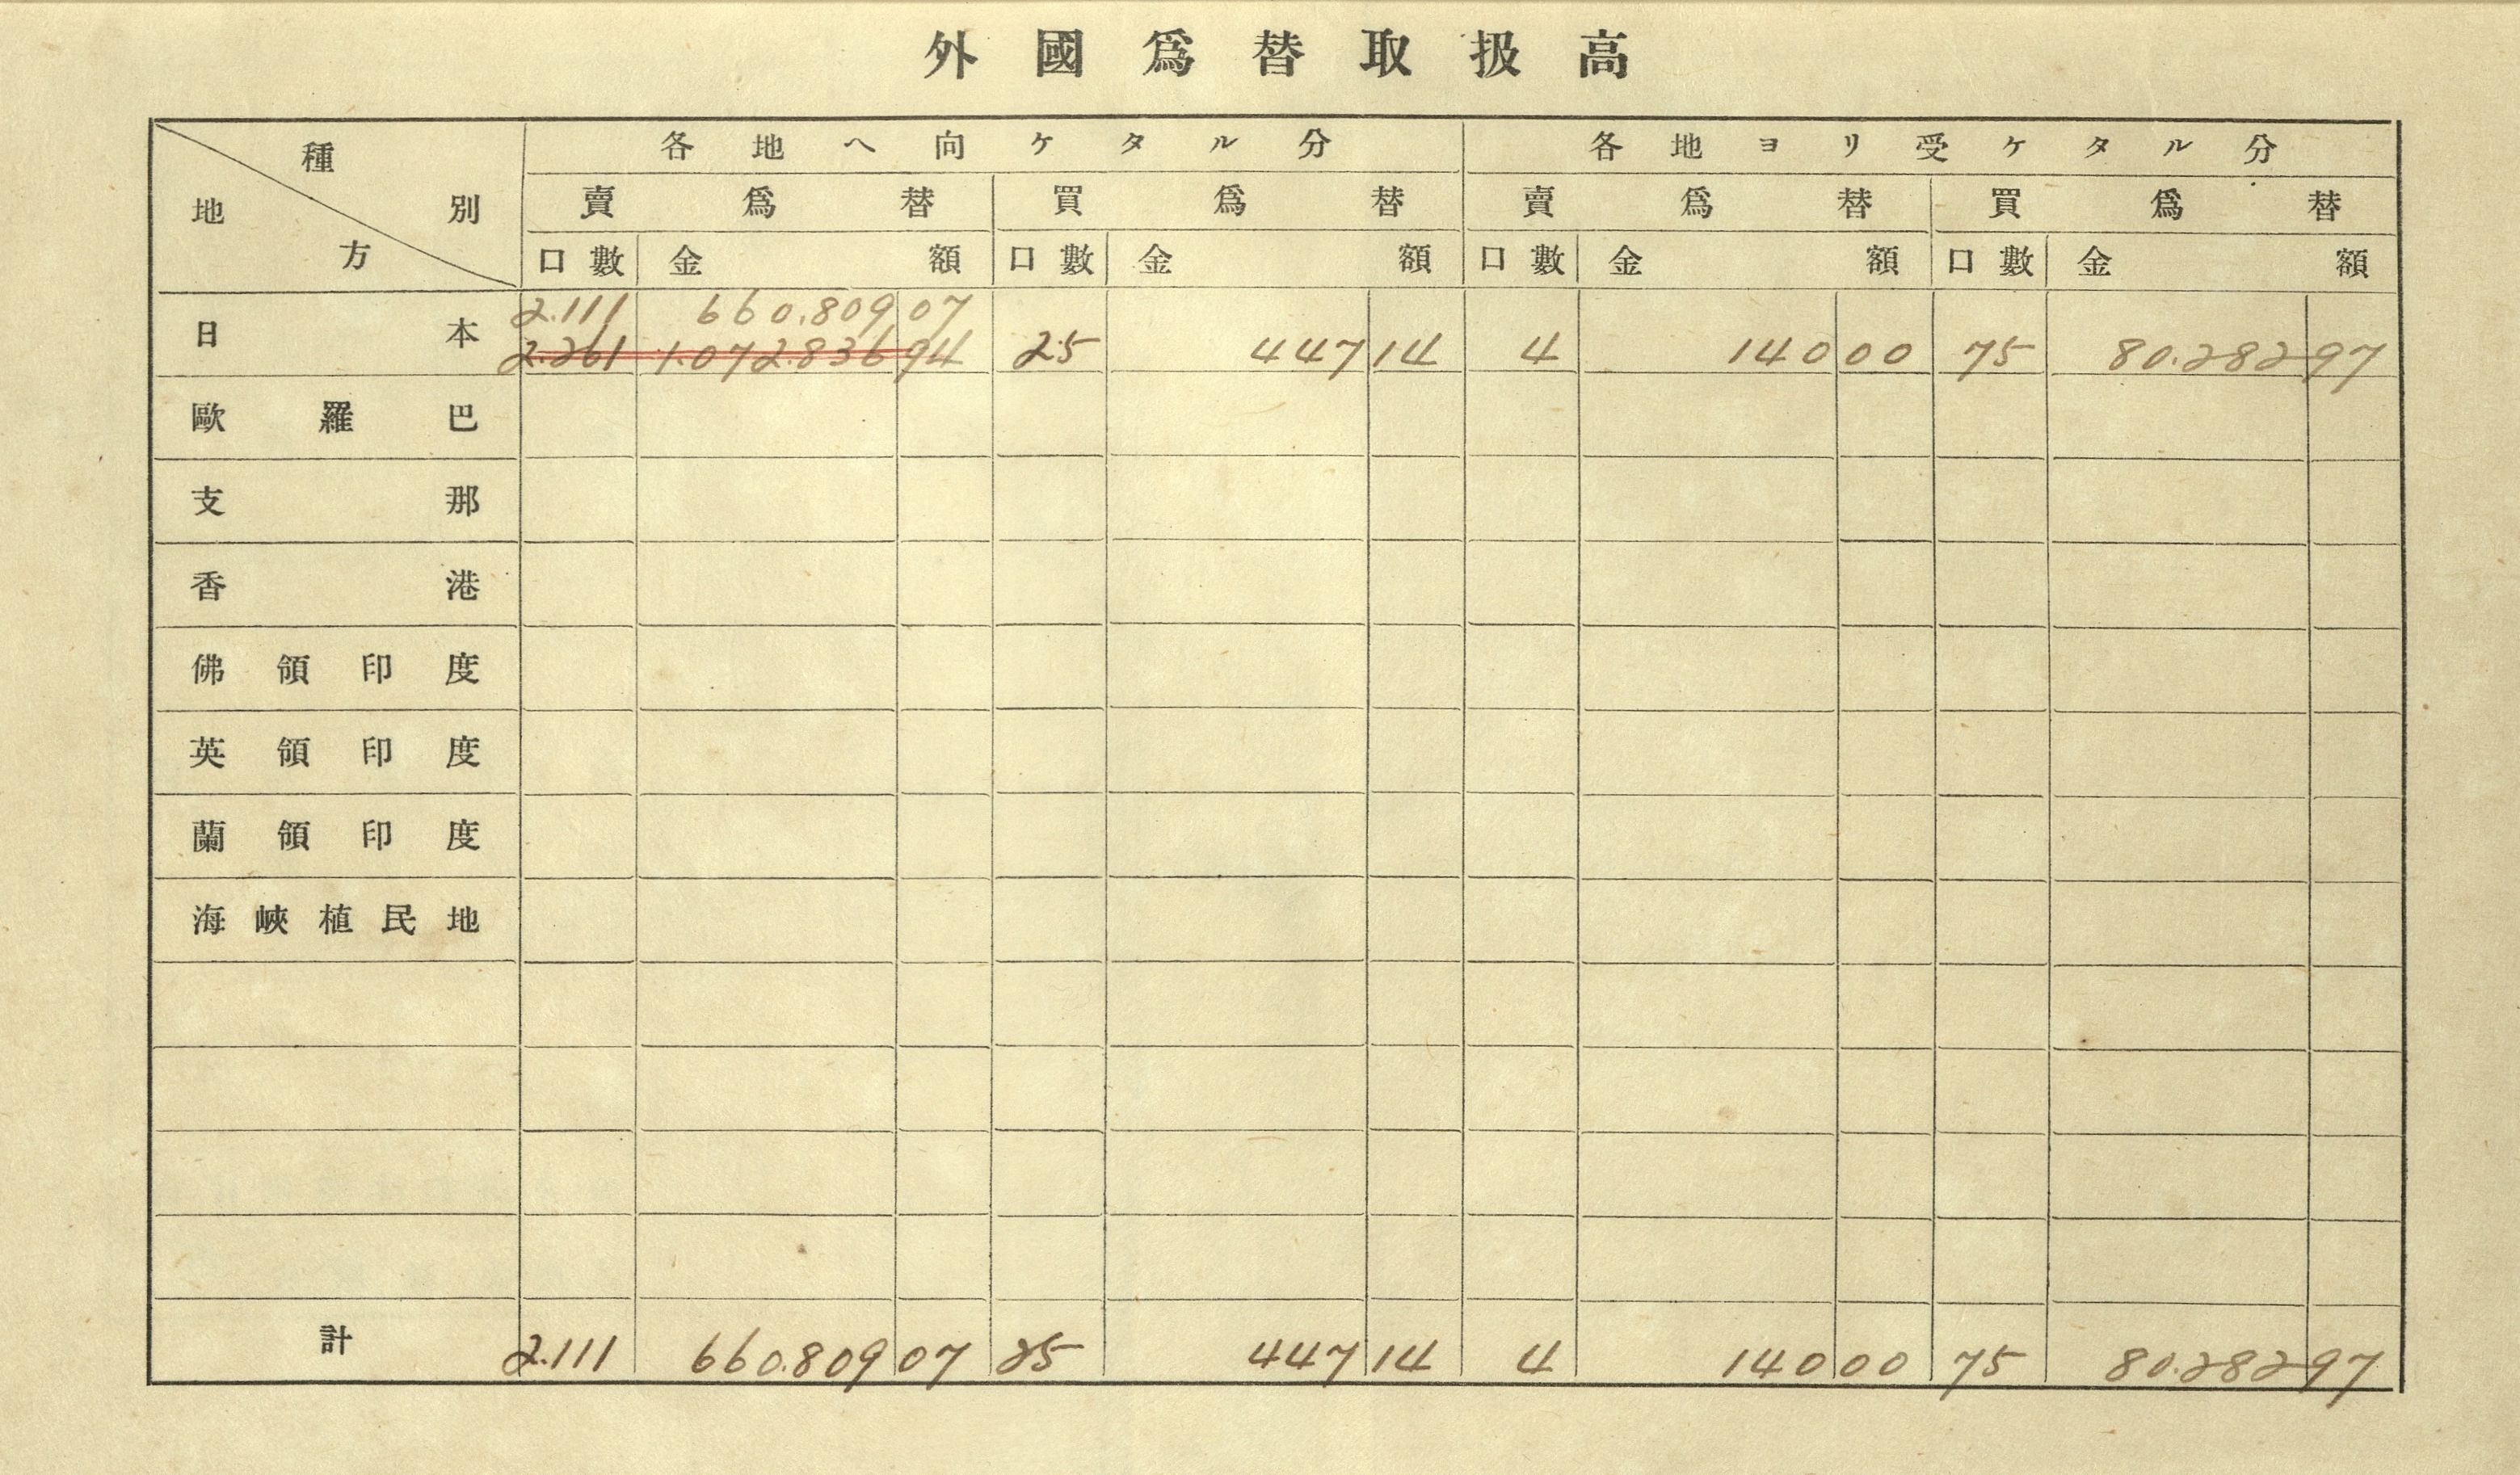 外國爲替取扱高
種別 地方 各地へ向ケタル分 各地ヨリ受ケタル分
賣爲替 買爲替 賣爲替 買爲替
口數 金額 口數 金額 口數 金額 口數 金額
2.111 660.809 07
日本 2.261 1.072.836 94 25 447 14 4 140 00 75 80.282 97
歐羅巴
支那
香港
佛領印度
英領印度
蘭領印度
海峽植民地
計 2.111 660.809 07 25 447 14 4 140 00 75 80.282 97